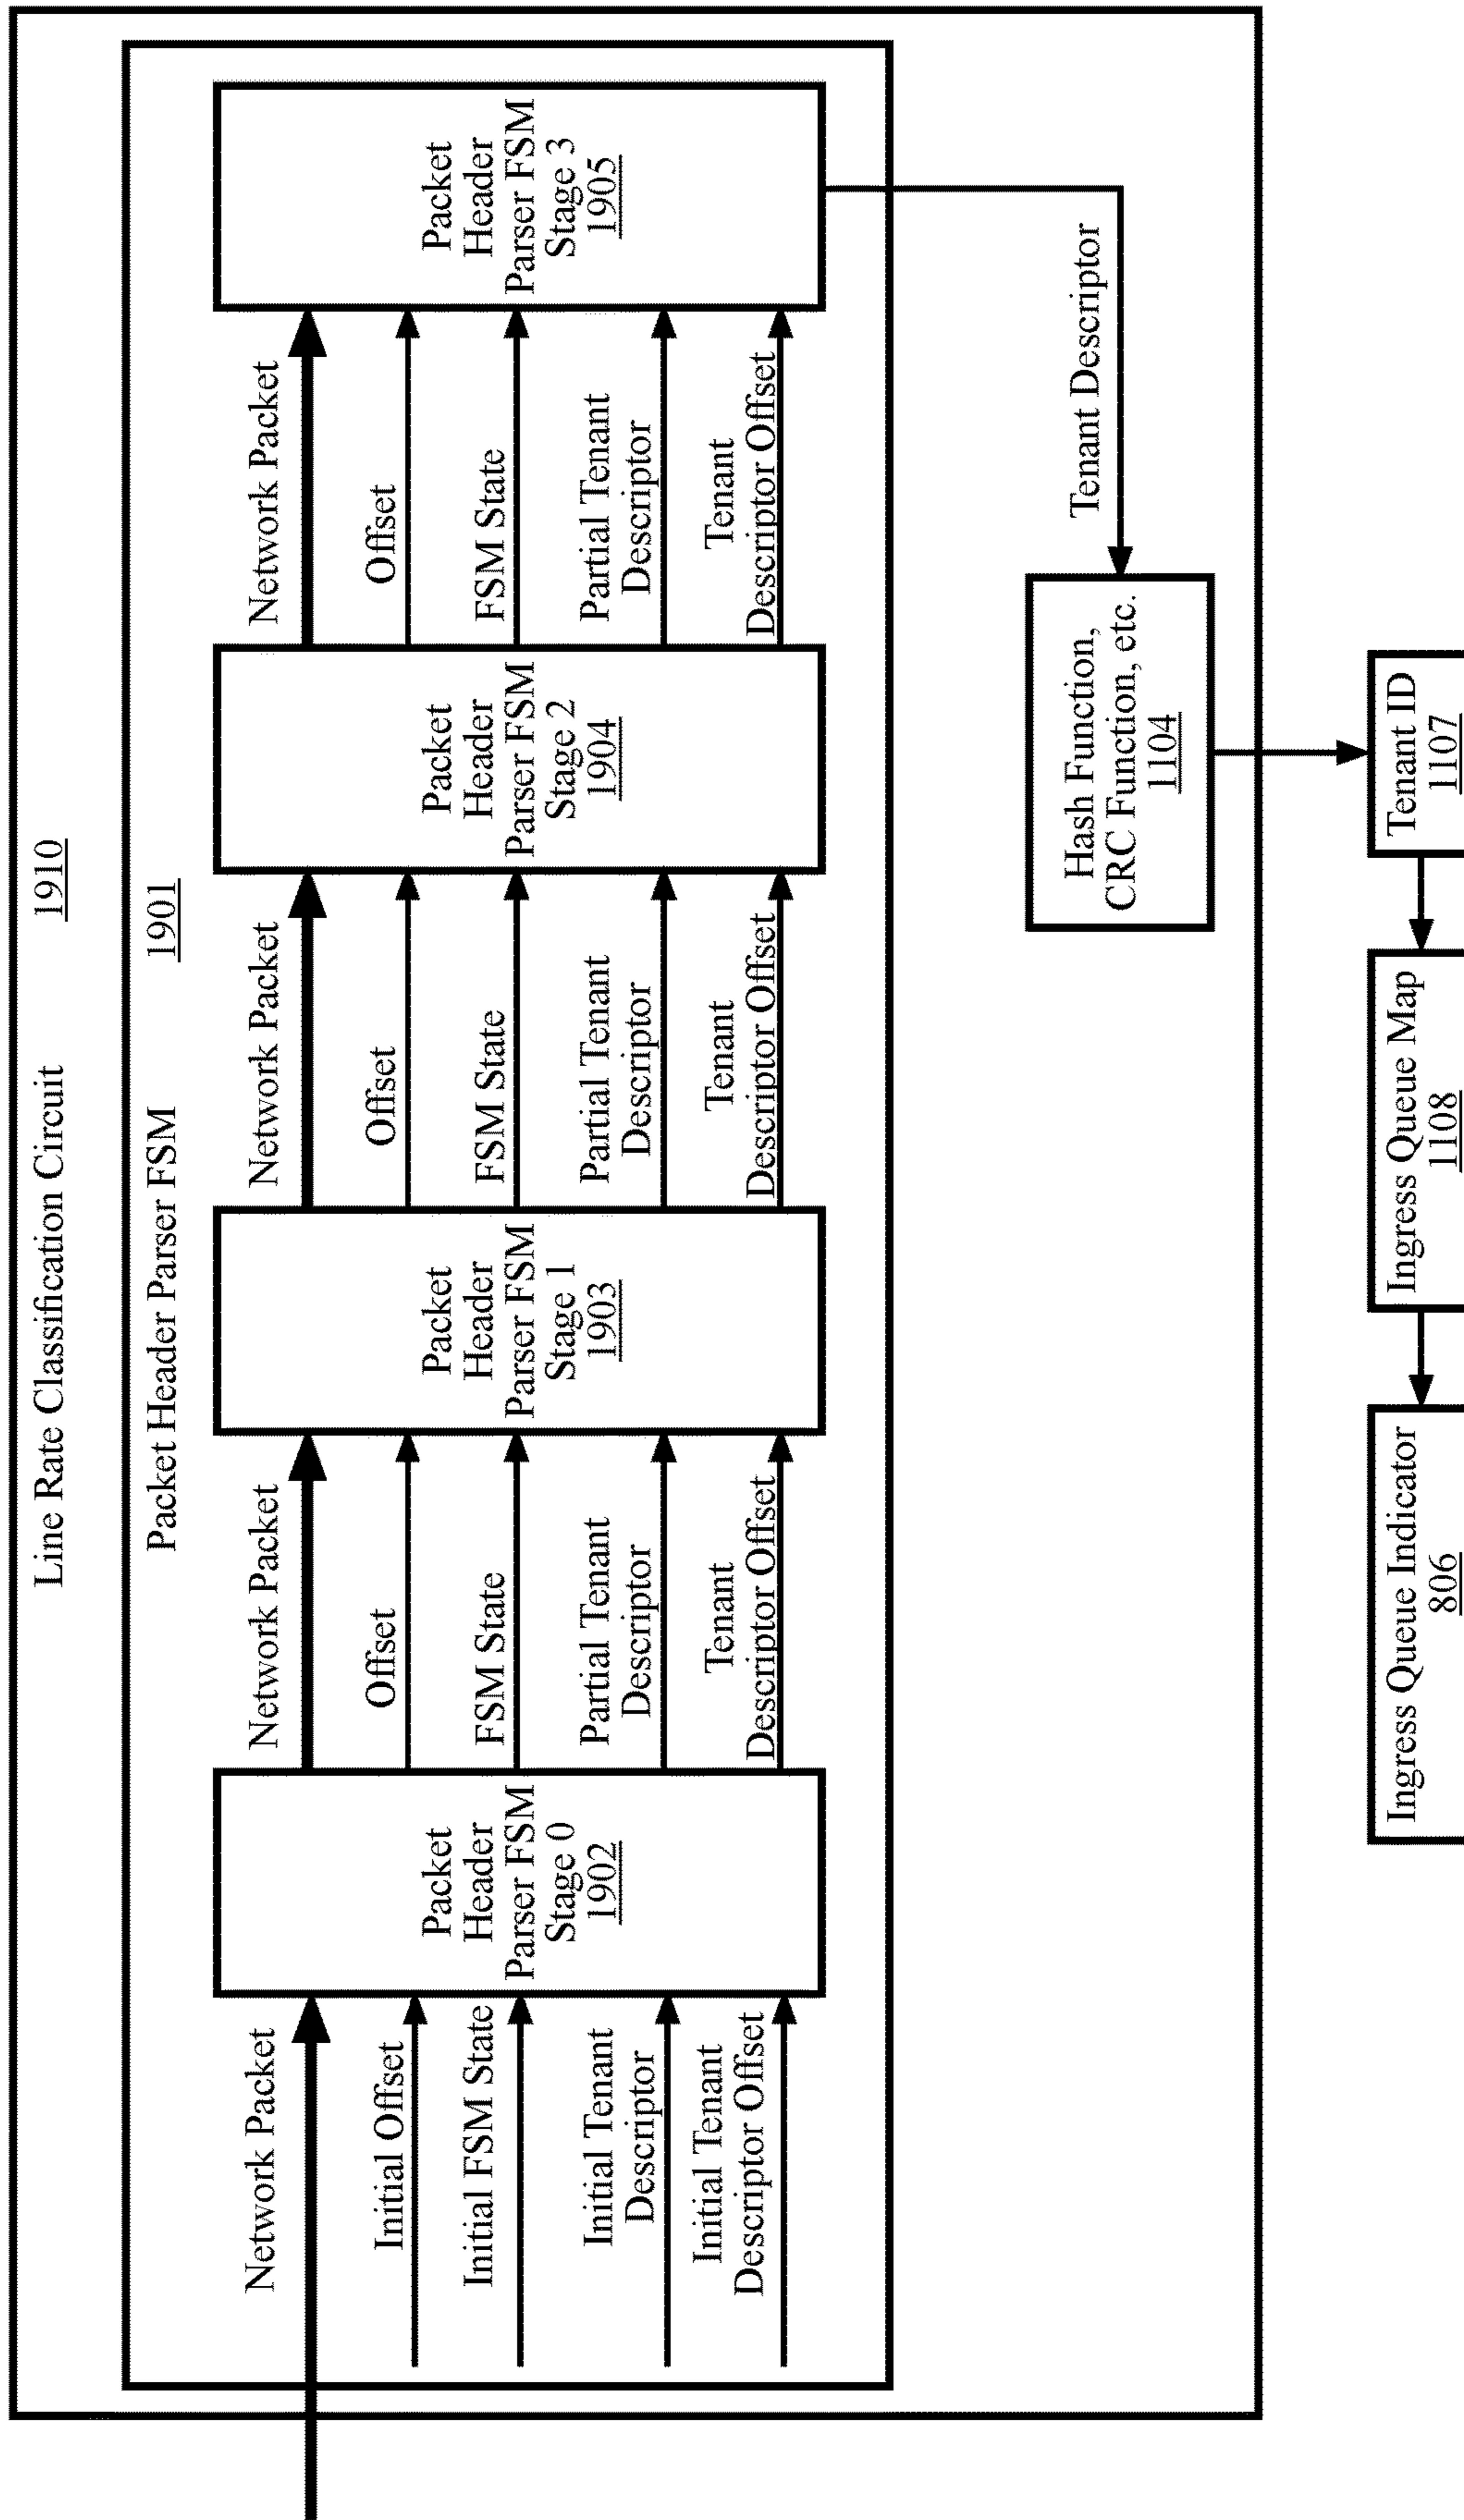 Line Rate Classification Circuit
1910
Packet Header Parser FSM
1901
Network Packet
Initial Offset
Initial FSM State
Initial Tenant
Descriptor
Initial Tenant
Descriptor Offset
Packet
Header
Parser FSM
Stage 0
1902
Network Packet
Offset
FSM State
Partial Tenant
Descriptor
Tenant
Descriptor Offset
Packet
Header
Parser FSM
Stage 1
1903
Network Packet
Offset
FSM State
Partial Tenant
Descriptor
Tenant
Descriptor Offset
Packet
Header
Parser FSM
Stage 2
1904
Network Packet
Offset
FSM State
Partial Tenant
Descriptor
Tenant
Descriptor Offset
Packet
Header
Parser FSM
Stage 3
1905
Tenant Descriptor
Hash Function,
CRC Function, etc.
1104
Tenant ID
1107
Ingress Queue Map
1108
Ingress Queue Indicator
806